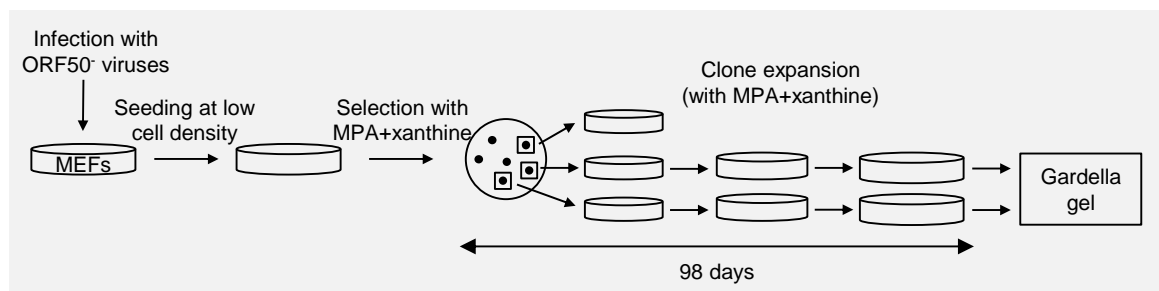 Infection with
ORF50⁻ viruses
MEFs
Seeding at low
cell density
Selection with
MPA+xanthine
Clone expansion
(with MPA+xanthine)
98 days
Gardella
gel